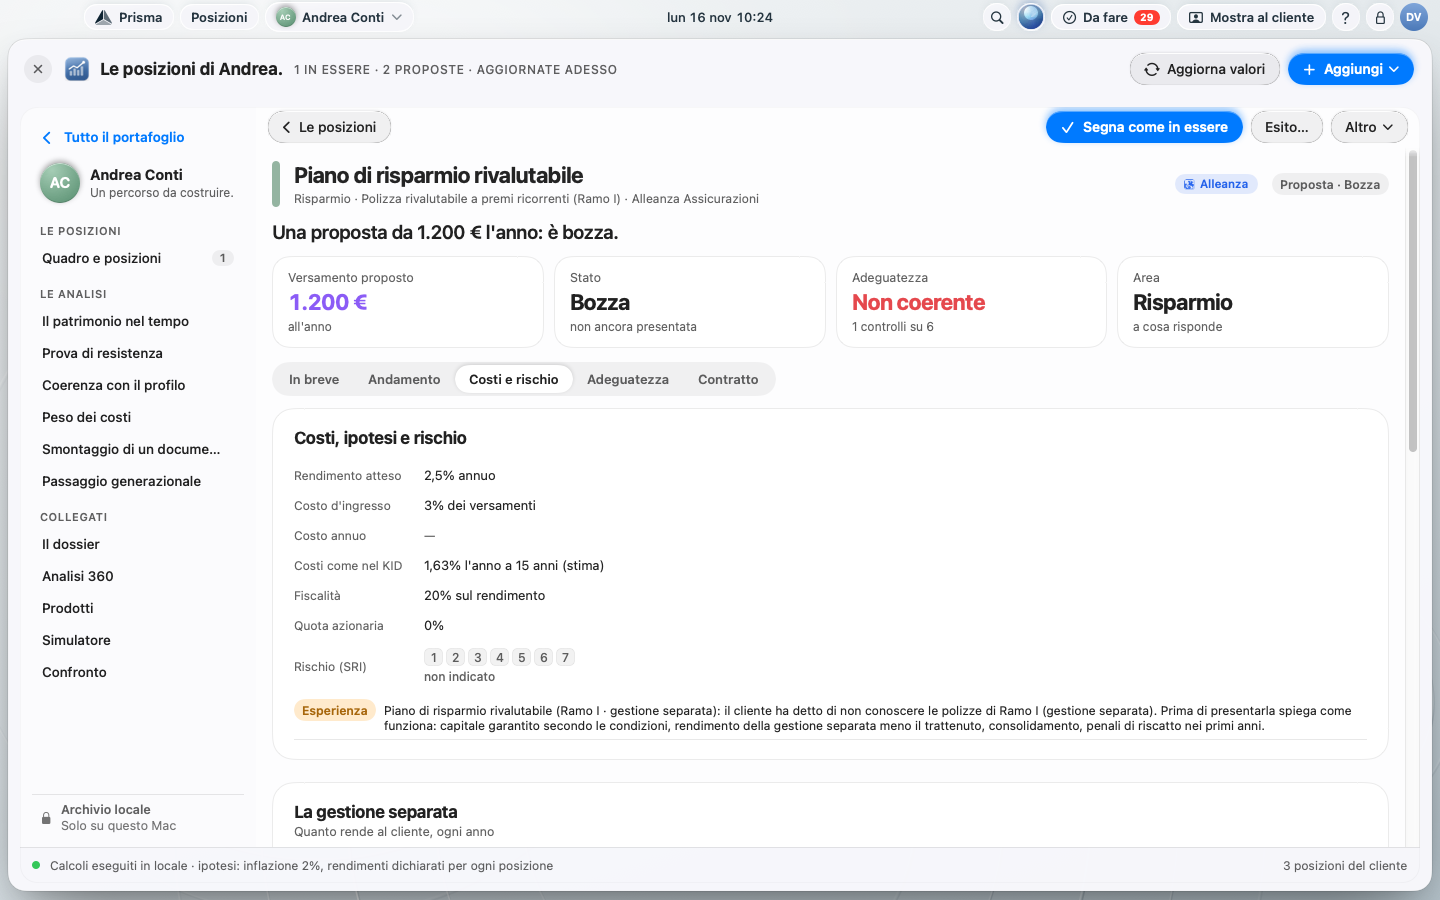 Prisma
Posizioni
AC Andrea Conti
lun 16 nov 10:24
Da fare 29
Mostra al cliente
?
DV
Le posizioni di Andrea.
1 IN ESSERE · 2 PROPOSTE · AGGIORNATE ADESSO
Aggiorna valori
+ Aggiungi
Tutto il portafoglio
AC
Andrea Conti
Un percorso da costruire.
LE POSIZIONI
Quadro e posizioni 1
LE ANALISI
Il patrimonio nel tempo
Prova di resistenza
Coerenza con il profilo
Peso dei costi
Smontaggio di un docume...
Passaggio generazionale
COLLEGATI
Il dossier
Analisi 360
Prodotti
Simulatore
Confronto
Archivio locale
Solo su questo Mac
Le posizioni
Segna come in essere
Esito...
Altro
Piano di risparmio rivalutabile
Risparmio · Polizza rivalutabile a premi ricorrenti (Ramo I) · Alleanza Assicurazioni
Alleanza
Proposta · Bozza
Una proposta da 1.200 € l'anno: è bozza.
Versamento proposto
1.200 €
all'anno
Stato
Bozza
non ancora presentata
Adeguatezza
Non coerente
1 controlli su 6
Area
Risparmio
a cosa risponde
In breve
Andamento
Costi e rischio
Adeguatezza
Contratto
Costi, ipotesi e rischio
Rendimento atteso 2,5% annuo
Costo d'ingresso 3% dei versamenti
Costo annuo —
Costi come nel KID 1,63% l'anno a 15 anni (stima)
Fiscalità 20% sul rendimento
Quota azionaria 0%
Rischio (SRI) 1 2 3 4 5 6 7
non indicato
Esperienza
Piano di risparmio rivalutabile (Ramo I · gestione separata): il cliente ha detto di non conoscere le polizze di Ramo I (gestione separata). Prima di presentarla spiega come
funziona: capitale garantito secondo le condizioni, rendimento della gestione separata meno il trattenuto, consolidamento, penali di riscatto nei primi anni.
La gestione separata
Quanto rende al cliente, ogni anno
Calcoli eseguiti in locale · ipotesi: inflazione 2%, rendimenti dichiarati per ogni posizione
3 posizioni del cliente